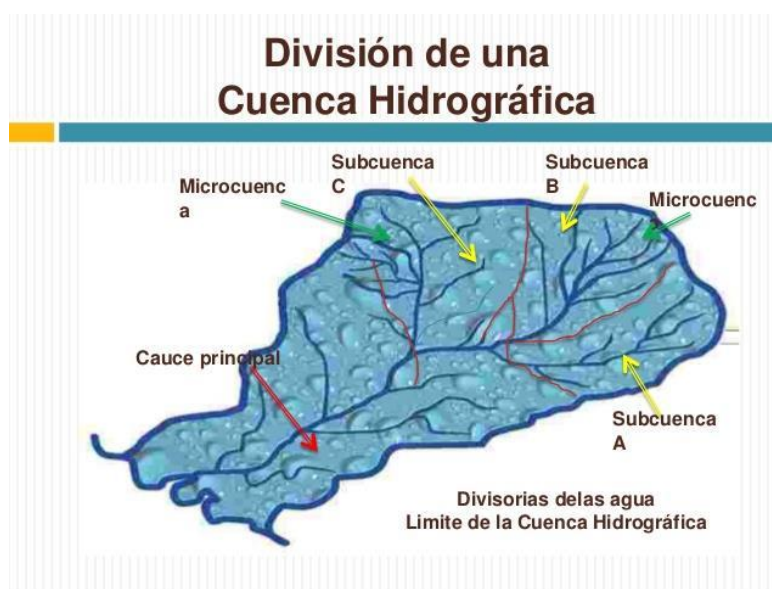 División de una
Cuenca Hidrográfica
Subcuenca
C
Subcuenca
B
Microcuenc
a
Microcuenc
Cauce principal
Subcuenca
A
Divisorias delas agua
Limite de la Cuenca Hidrográfica